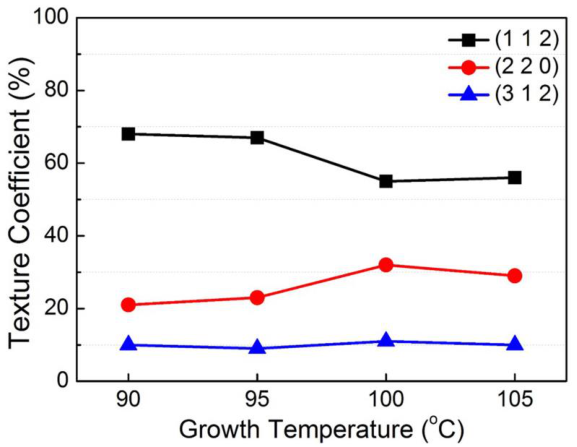 100
80
60
40
20
0
Texture Coefficient (%)
(1 1 2)
(2 2 0)
(3 1 2)
90 95 100 105
Growth Temperature (°C)